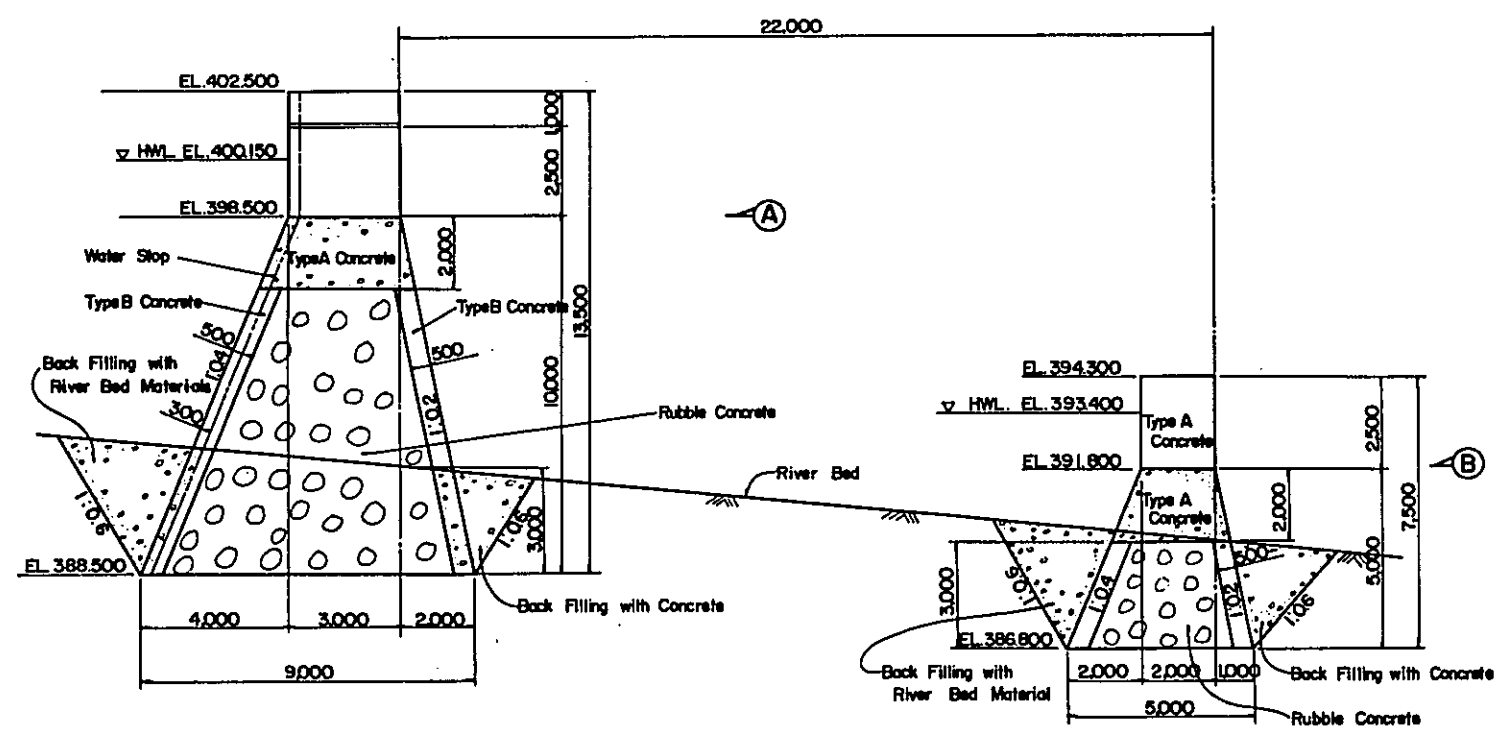 22,000
EL.402.500
1,000
HWL EL.400.150
2,500
EL.398.500
A
Water Stop
Type A Concrete
2,000
Type B Concrete
Type B Concrete
13,500
500
1:0.4
500
Back Filling with
River Bed Materials
10,000
300
1:0.2
Rubble Concrete
EL.394.300
HWL. EL.393.400
Type A
Concrete
2,500
EL.391.800
B
River Bed
1:0.6
1:0.6
3,000
Type A
Concrete
2,000
7,500
EL.388.500
500
5,000
3,000
1:0.6
1:0.4
1:0.2
1:0.6
Back Filling with Concrete
4,000
3,000
2,000
EL.386.800
9,000
Back Filling with
River Bed Material
2,000
2,000
1,000
Back Filling with Concrete
5,000
Rubble Concrete